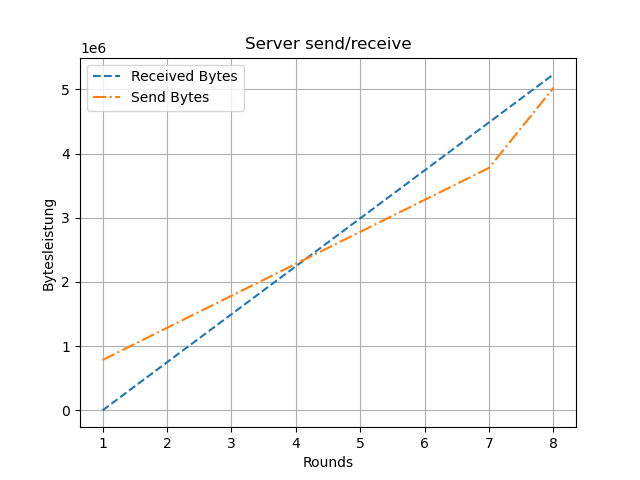 Server send/receive
1e6
Received Bytes
Send Bytes
5
4
3
2
1
0
Bytesleistung
1 2 3 4 5 6 7 8
Rounds